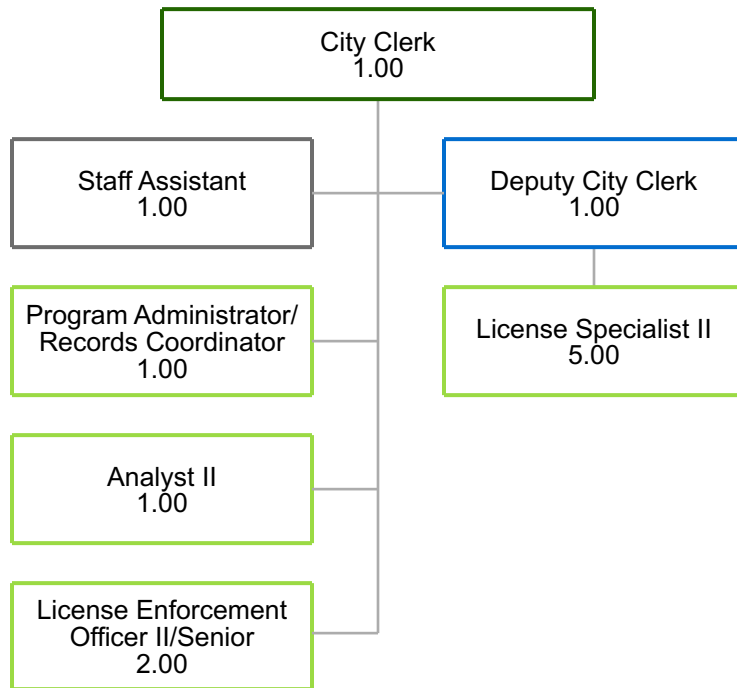 City Clerk
1.00
Staff Assistant
1.00
Deputy City Clerk
1.00
Program Administrator/
Records Coordinator
1.00
License Specialist II
5.00
Analyst II
1.00
License Enforcement
Officer II/Senior
2.00